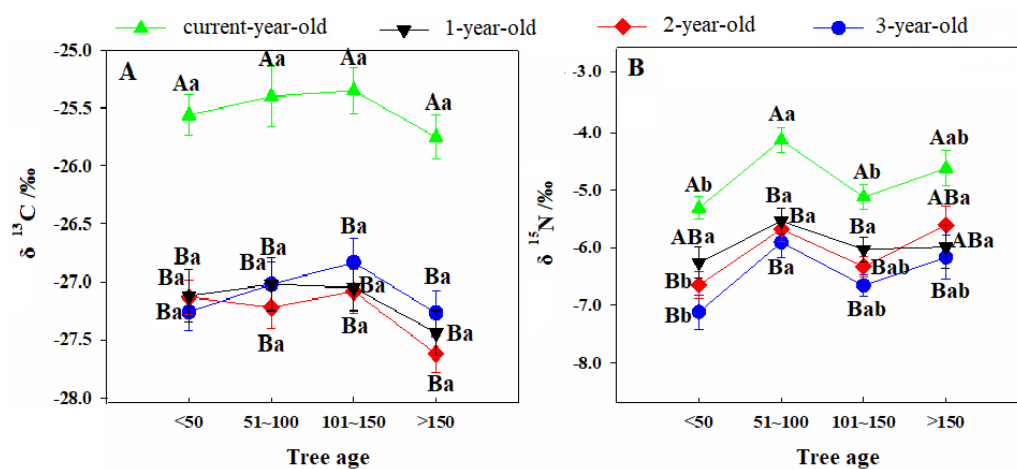 current-year-old 1-year-old 2-year-old 3-year-old
A
δ 13C /‰
-25.0
-25.5
-26.0
-26.5
-27.0
-27.5
-28.0
Aa Aa Aa Aa
Ba Ba Ba Ba
Ba Ba Ba Ba
Ba Ba Ba Ba
<50 51~100 101~150 >150
Tree age
B
δ 15N /‰
-3.0
-4.0
-5.0
-6.0
-7.0
-8.0
Ab Aa Ab Aab
ABa Ba Ba ABa
Bb Ba Bab ABa
Bb Ba Bab Bab
<50 51~100 101~150 >150
Tree age